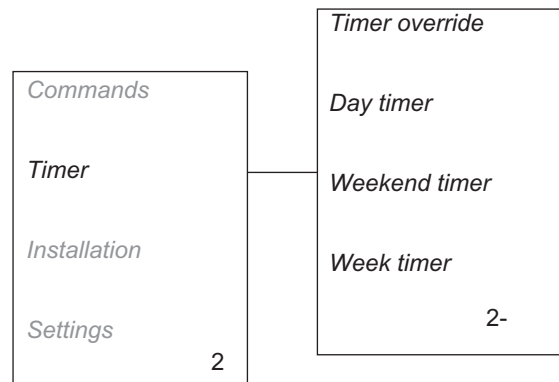 Commands
Timer
Installation
Settings
2
Timer override
Day timer
Weekend timer
Week timer
2-